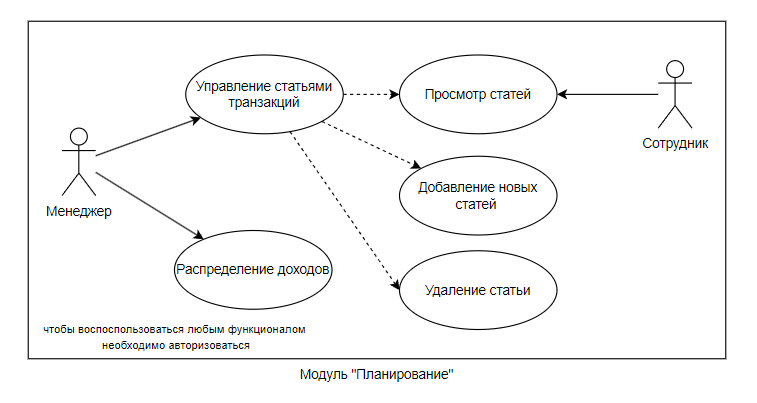 Управление статьями
транзакций
Просмотр статей
Сотрудник
Менеджер
Добавление новых
статей
Распределение доходов
Удаление статьи
чтобы воспоспользоваться любым функционалом
необходимо авторизоваться
Модуль "Планирование"